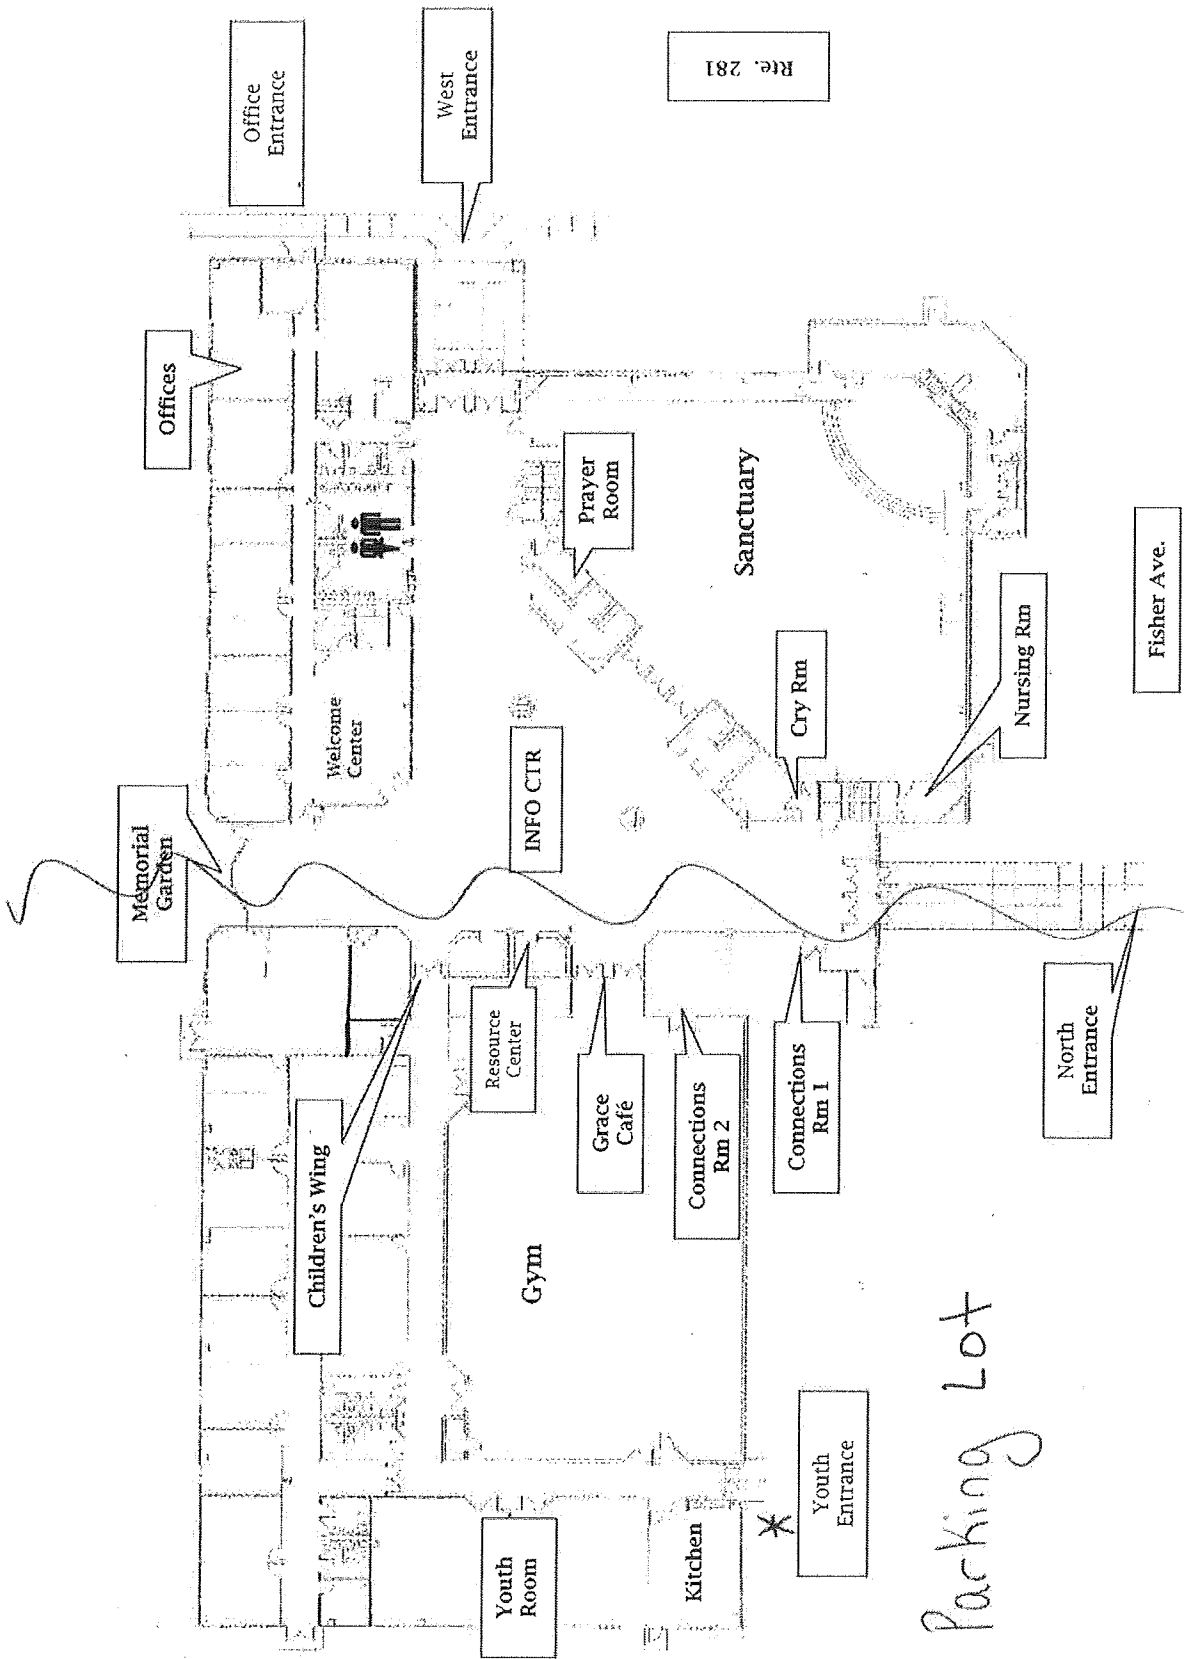 Office
Entrance
West
Entrance
Rte. 281
Offices
Prayer
Room
Sanctuary
Memorial
Garden
Welcome
Center
INFO CTR
Cry Rm
Nursing Rm
Fisher Ave.
Children's Wing
Resource
Center
Grace
Café
Connections
Rm 2
Connections
Rm 1
North
Entrance
Gym
Youth
Room
Kitchen
Youth
Entrance
Parking Lot